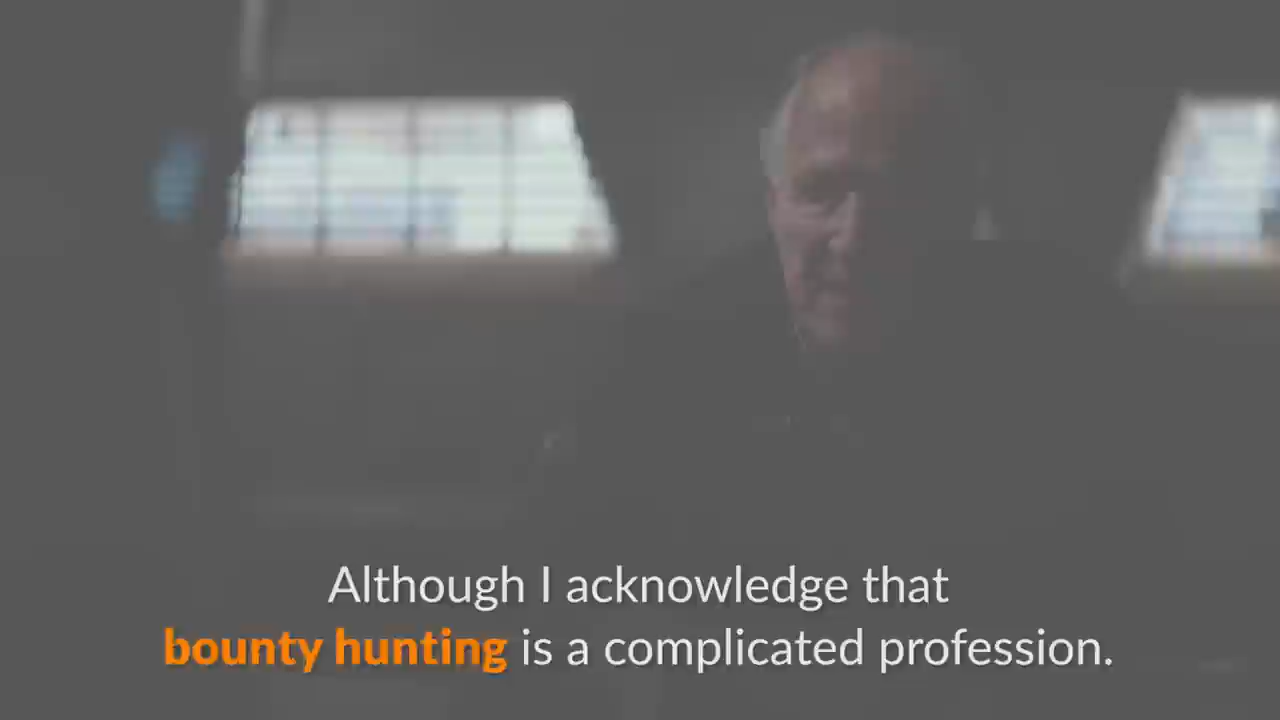 Although I acknowledge that
bounty hunting is a complicated profession.